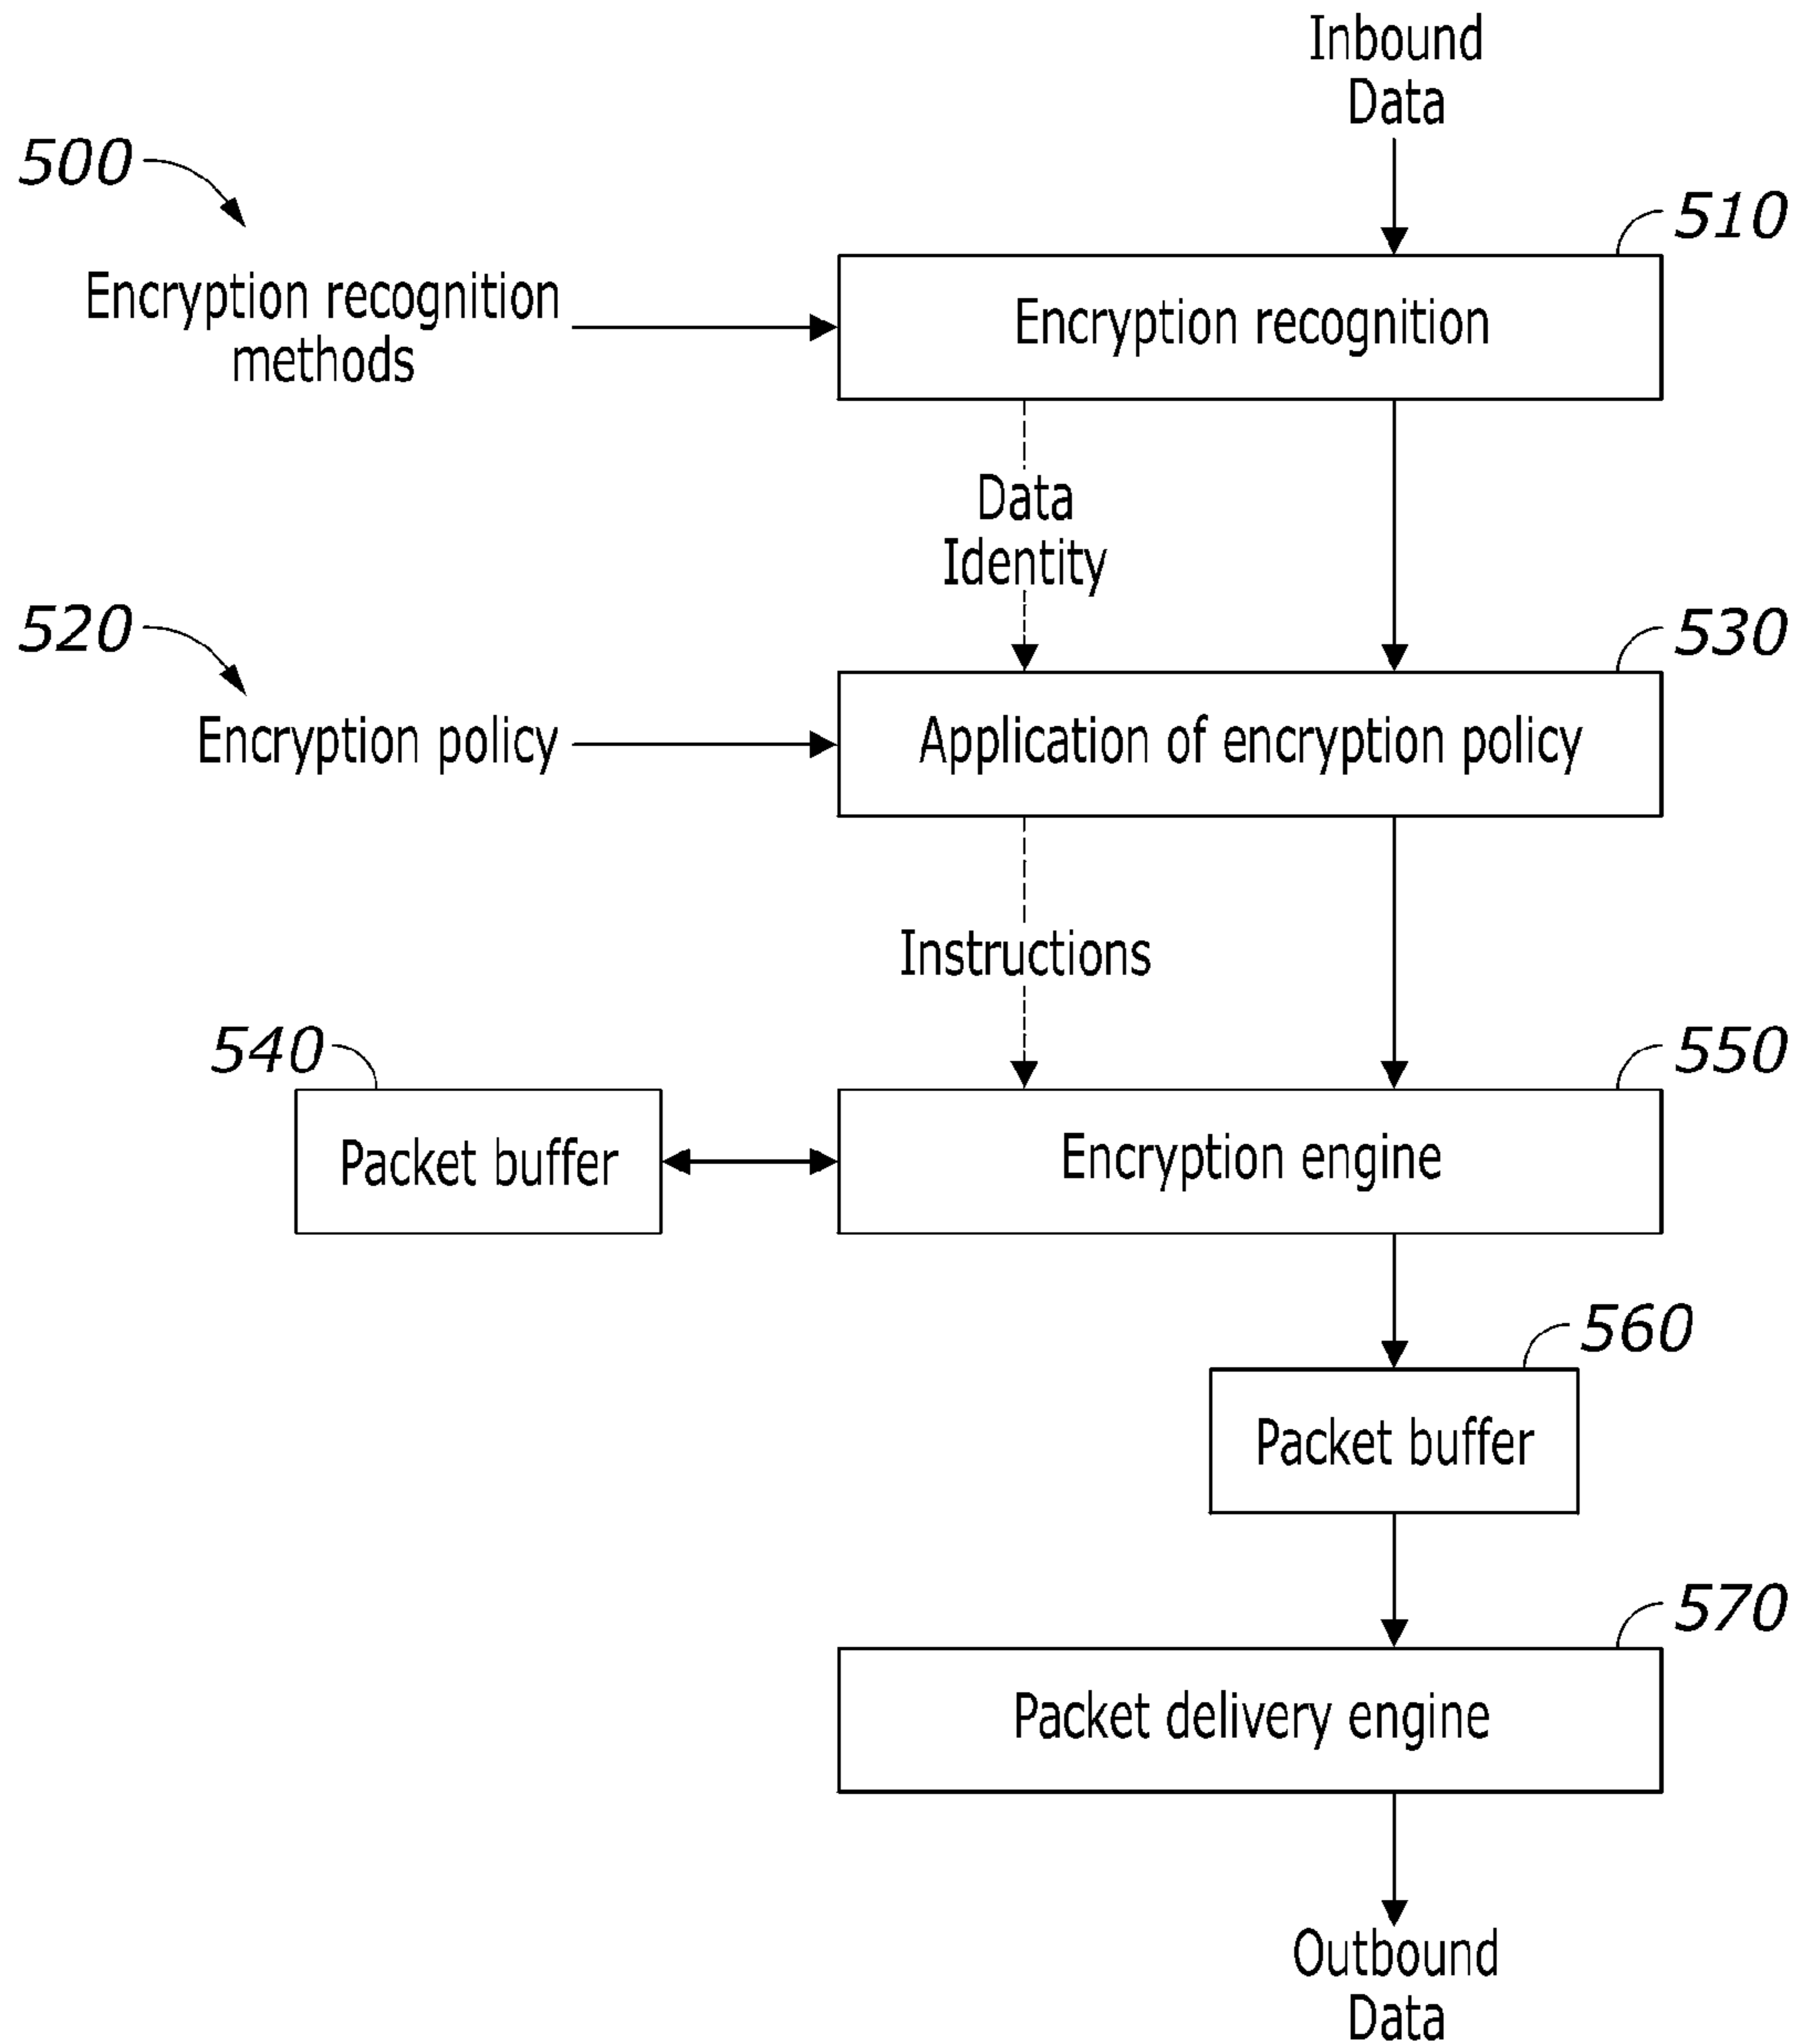 Inbound
Data
500
510
Encryption recognition
methods
Encryption recognition
Data
Identity
520
530
Encryption policy
Application of encryption policy
Instructions
540
550
Packet buffer
Encryption engine
560
Packet buffer
570
Packet delivery engine
Outbound
Data